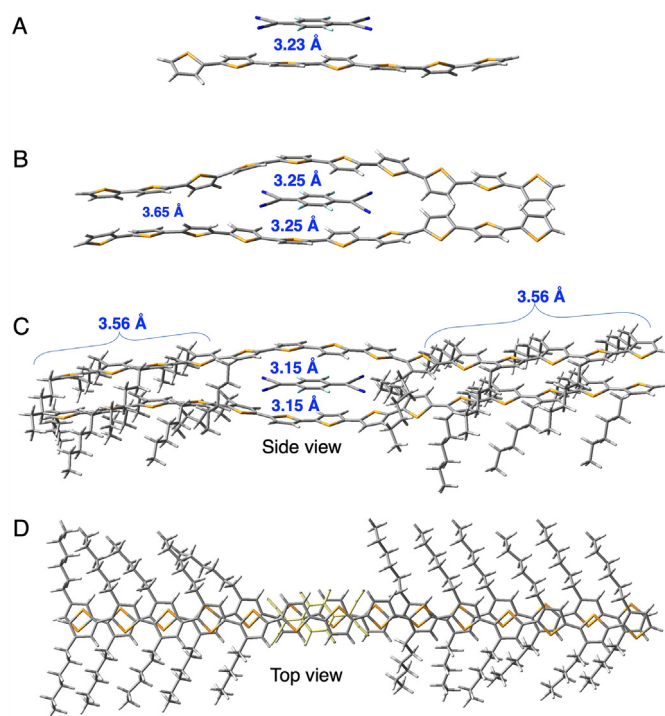 A
3.23 Å
B
3.25 Å
3.65 Å
3.25 Å
C
3.56 Å
3.56 Å
3.15 Å
3.15 Å
Side view
D
Top view